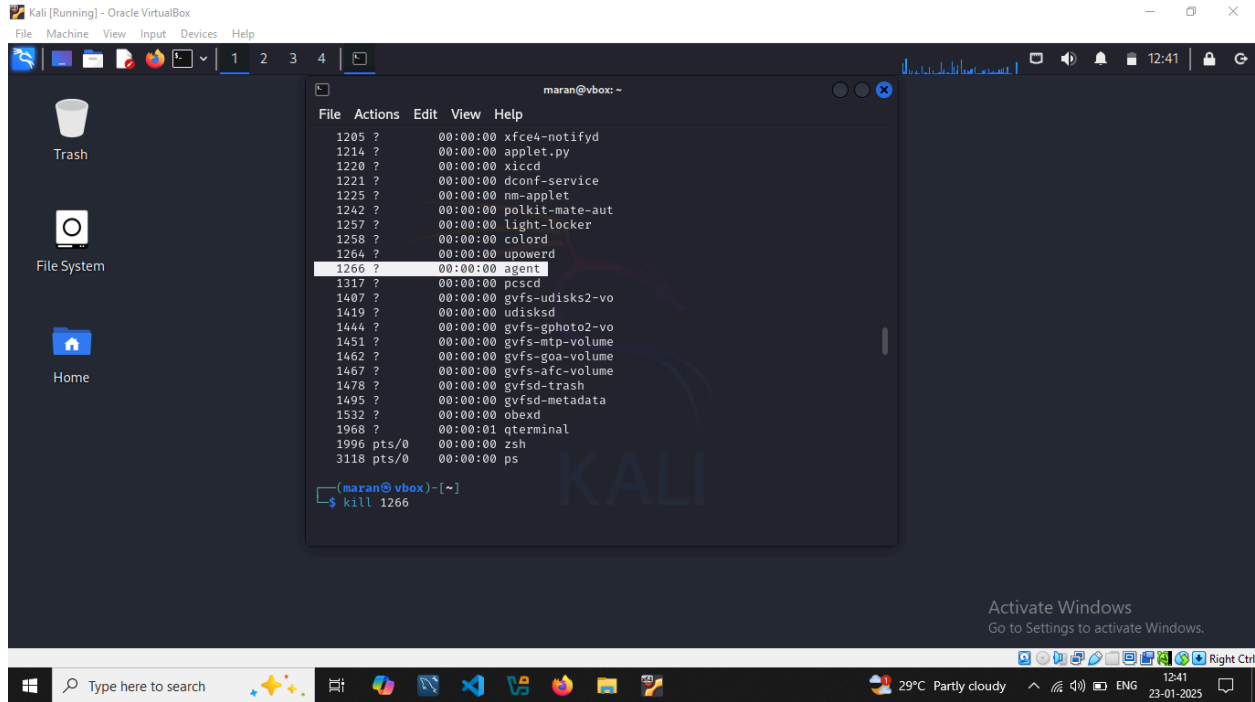 Kali [Running] - Oracle VirtualBox
File Machine View Input Devices Help
1 2 3 4
12:41
maran@vbox: ~
File Actions Edit View Help
1205 ? 00:00:00 xfce4-notifyd
1214 ? 00:00:00 applet.py
1220 ? 00:00:00 xiccd
1221 ? 00:00:00 dconf-service
1225 ? 00:00:00 nm-applet
1242 ? 00:00:00 polkit-mate-aut
1257 ? 00:00:00 light-locker
1258 ? 00:00:00 colord
1264 ? 00:00:00 upowerd
1266 ? 00:00:00 agent
1317 ? 00:00:00 pcscd
1407 ? 00:00:00 gvfs-udisks2-vo
1419 ? 00:00:00 udisksd
1444 ? 00:00:00 gvfs-gphoto2-vo
1451 ? 00:00:00 gvfs-mtp-volume
1462 ? 00:00:00 gvfs-goa-volume
1467 ? 00:00:00 gvfs-afc-volume
1478 ? 00:00:00 gvfsd-trash
1495 ? 00:00:00 gvfsd-metadata
1532 ? 00:00:00 obexd
1968 ? 00:00:01 qterminal
1996 pts/0 00:00:00 zsh
3118 pts/0 00:00:00 ps
┌──(maran㉿vbox)-[~]
└─$ kill 1266
KALI
Trash
File System
Home
Activate Windows
Go to Settings to activate Windows.
Right Ctrl
Type here to search
1
29°C Partly cloudy
ENG
12:41
23-01-2025